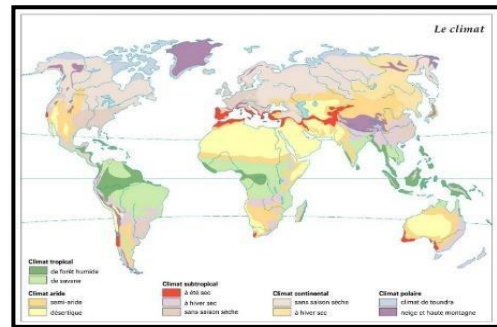 Le climat
Climat tropical
de forêt humide
de savane
Climat aride
semi-aride
désertique
Climat subtropical
à été sec
à hiver sec
sans saison sèche
Climat continental
sans saison sèche
à hiver sec
Climat polaire
climat de toundra
neige et haute montagne